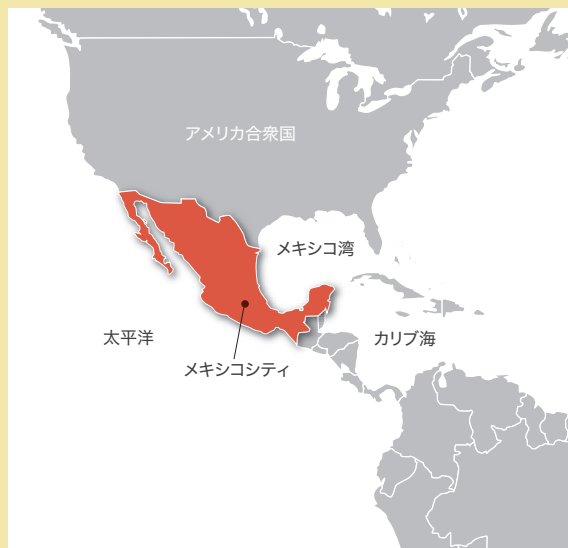 アメリカ合衆国
メキシコ湾
太平洋
カリブ海
メキシコシティ